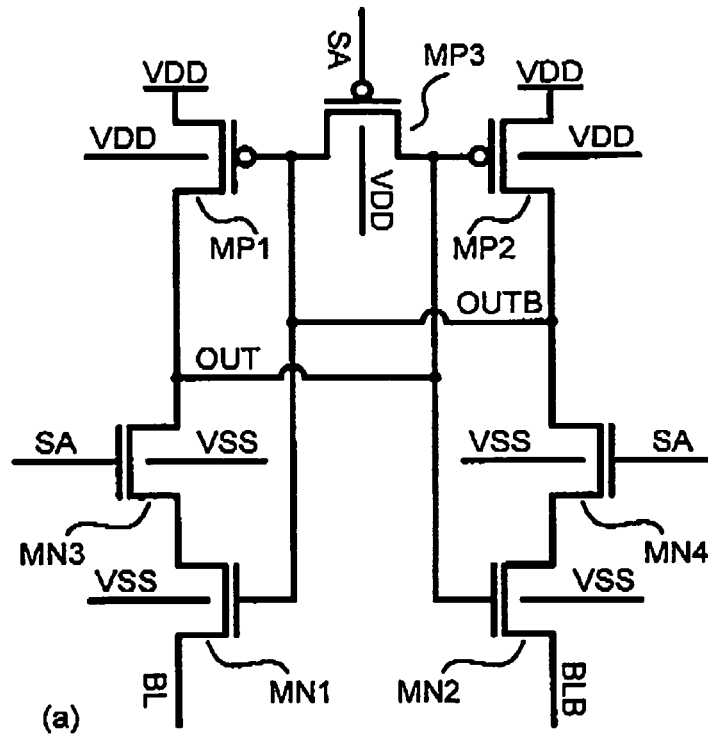 SA
MP3
VDD
VDD
VDD
VDD
VDD
MP1
MP2
OUTB
OUT
SA
VSS
VSS
SA
MN3
MN4
VSS
VSS
BL
MN1
MN2
BLB
(a)